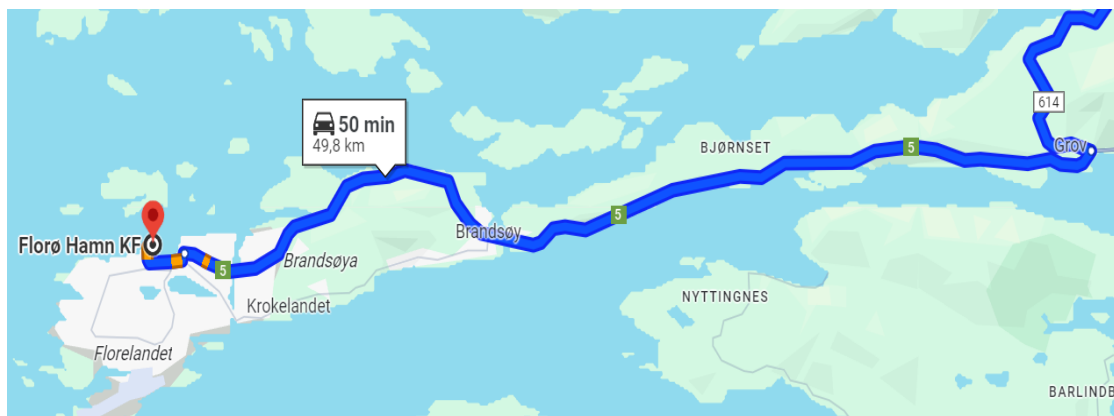 614
50 min
49,8 km
BJØRNSET
5
Grov
5
Brandsøy
Florø Hamn KF
Brandsøya
5
NYTTINGNES
Krokelandet
Florelandet
BARLINDB